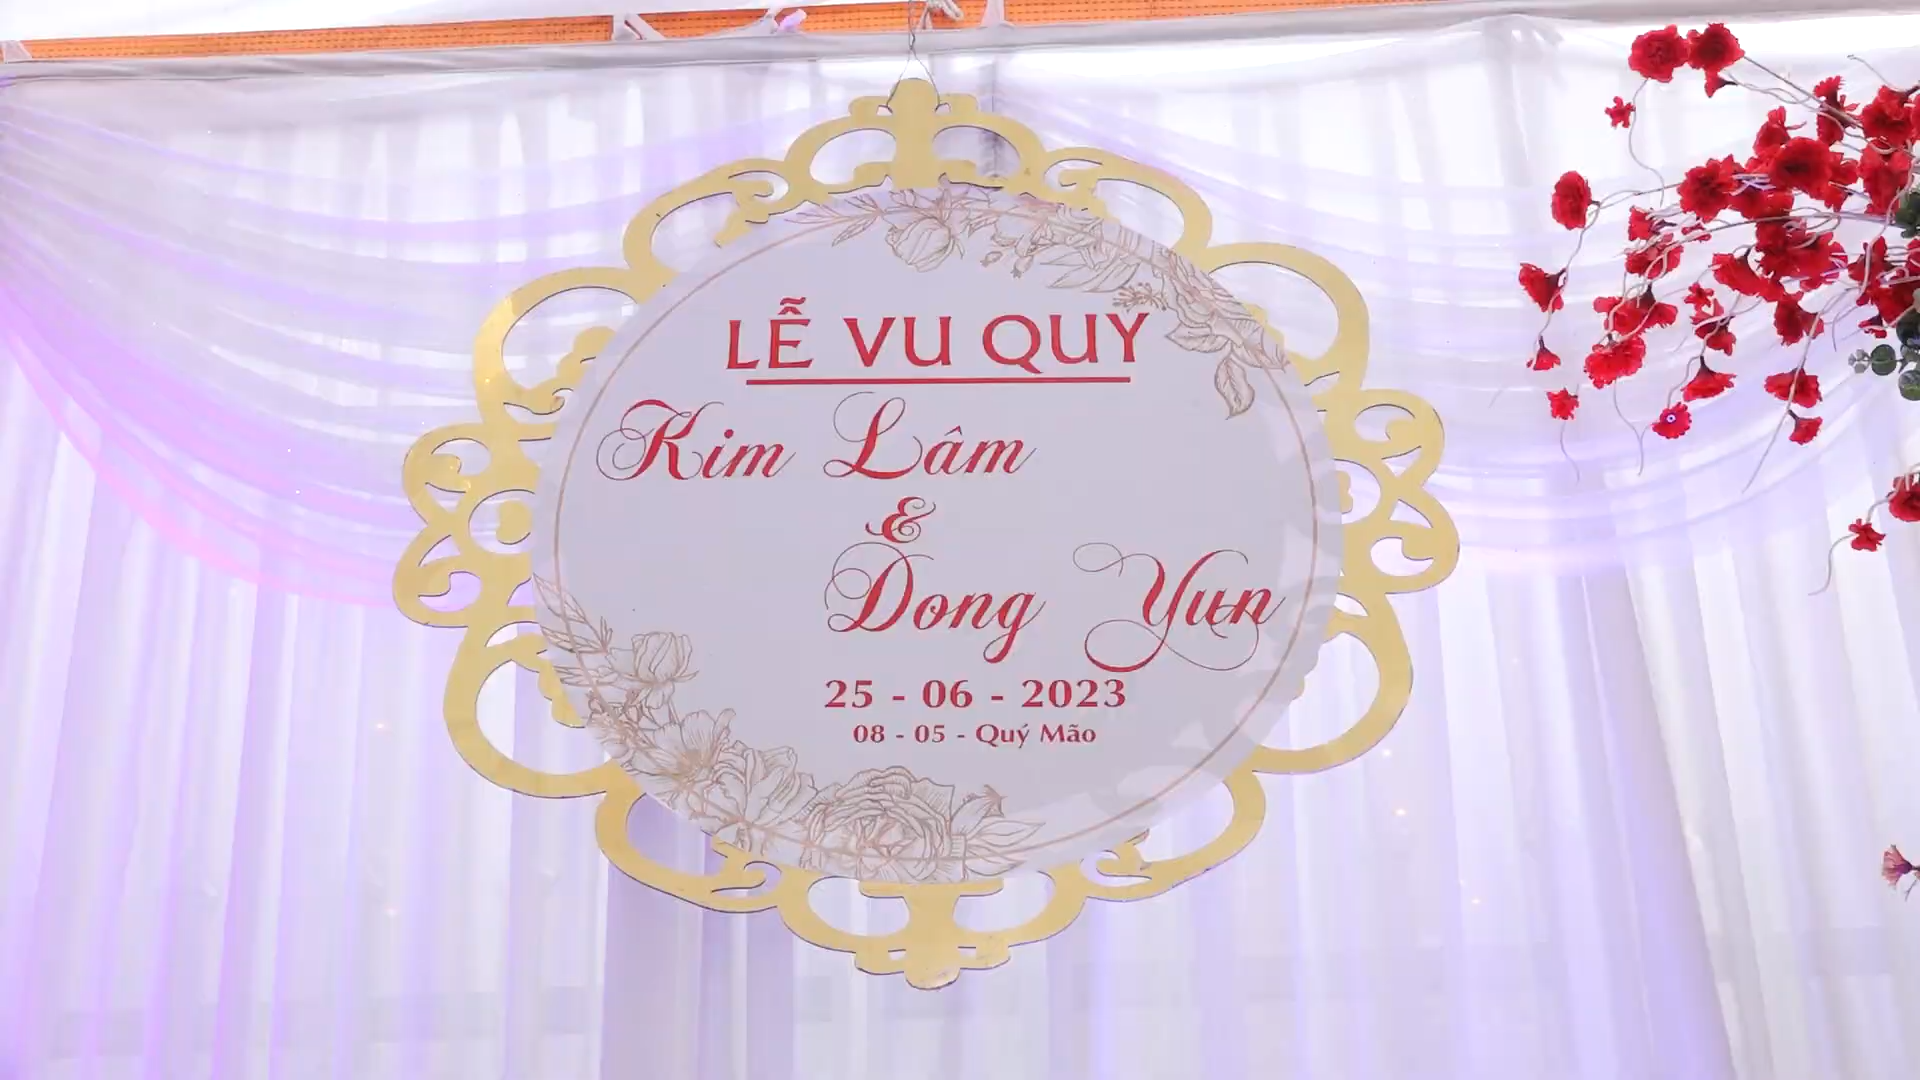 LỄ VU QUY
Kim Lâm
&
Dong Yun
25 - 06 - 2023
08 - 05 - Quý Mão